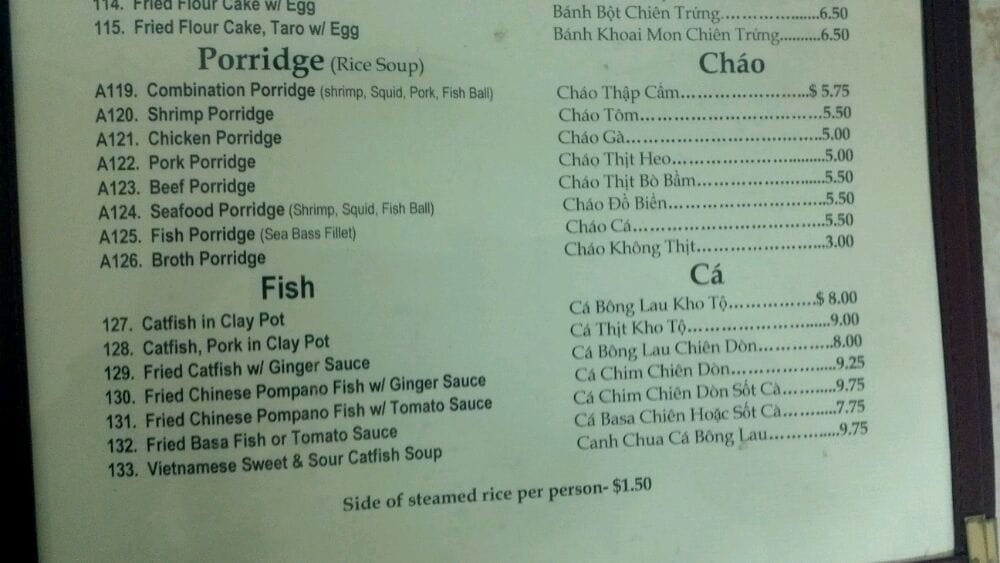 114. Fried Flour Cake w/ Egg Bánh Bột Chiên Trứng...................6.50
115. Fried Flour Cake, Taro w/ Egg Bánh Khoai Mon Chiên Trứng..........6.50
Porridge (Rice Soup) Cháo
A119. Combination Porridge (shrimp, Squid, Pork, Fish Ball) Cháo Thập Cẩm........................$ 5.75
A120. Shrimp Porridge Cháo Tôm....................................5.50
A121. Chicken Porridge Cháo Gà.....................................5.00
A122. Pork Porridge Cháo Thịt Heo..............................5.00
A123. Beef Porridge Cháo Thịt Bò Bằm.........................5.50
A124. Seafood Porridge (Shrimp, Squid, Fish Ball) Cháo Đồ Biển...............................5.50
A125. Fish Porridge (Sea Bass Fillet) Cháo Cá.....................................5.50
A126. Broth Porridge Cháo Không Thịt.........................3.00
Fish Cá
127. Catfish in Clay Pot Cá Bông Lau Kho Tộ.................$ 8.00
128. Catfish, Pork in Clay Pot Cá Thịt Kho Tộ............................9.00
129. Fried Catfish w/ Ginger Sauce Cá Bông Lau Chiên Dòn...............8.00
130. Fried Chinese Pompano Fish w/ Ginger Sauce Cá Chim Chiên Dòn....................9.25
131. Fried Chinese Pompano Fish w/ Tomato Sauce Cá Chim Chiên Dòn Sốt Cà..........9.75
132. Fried Basa Fish or Tomato Sauce Cá Basa Chiên Hoặc Sốt Cà..........7.75
133. Vietnamese Sweet & Sour Catfish Soup Canh Chua Cá Bông Lau..............9.75
Side of steamed rice per person- $1.50